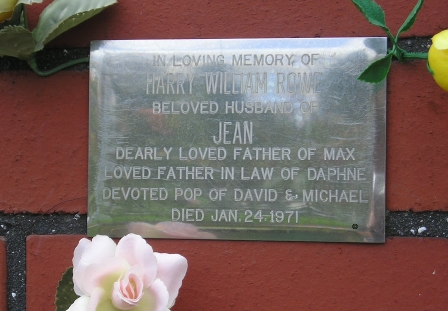 IN LOVING MEMORY OF
HARRY WILLIAM ROWE
BELOVED HUSBAND OF
JEAN
DEARLY LOVED FATHER OF MAX
LOVED FATHER IN LAW OF DAPHNE
DEVOTED POP OF DAVID & MICHAEL
DIED JAN. 24-1971